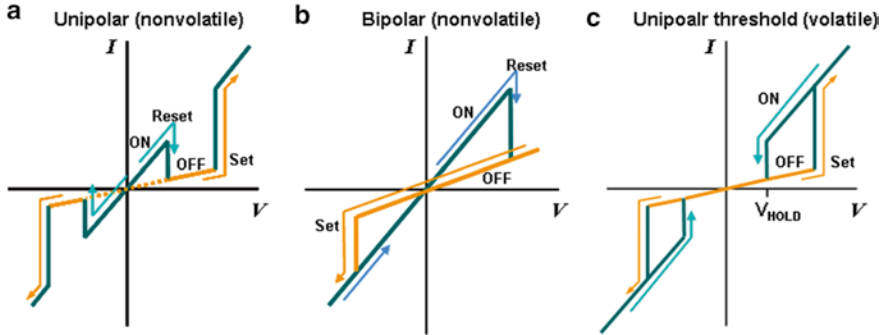 a Unipolar (nonvolatile)
I
Reset
ON
OFF
Set
V
b Bipolar (nonvolatile)
I
Reset
ON
OFF
Set
V
c Unipoalr threshold (volatile)
I
ON
OFF
Set
V
VHOLD